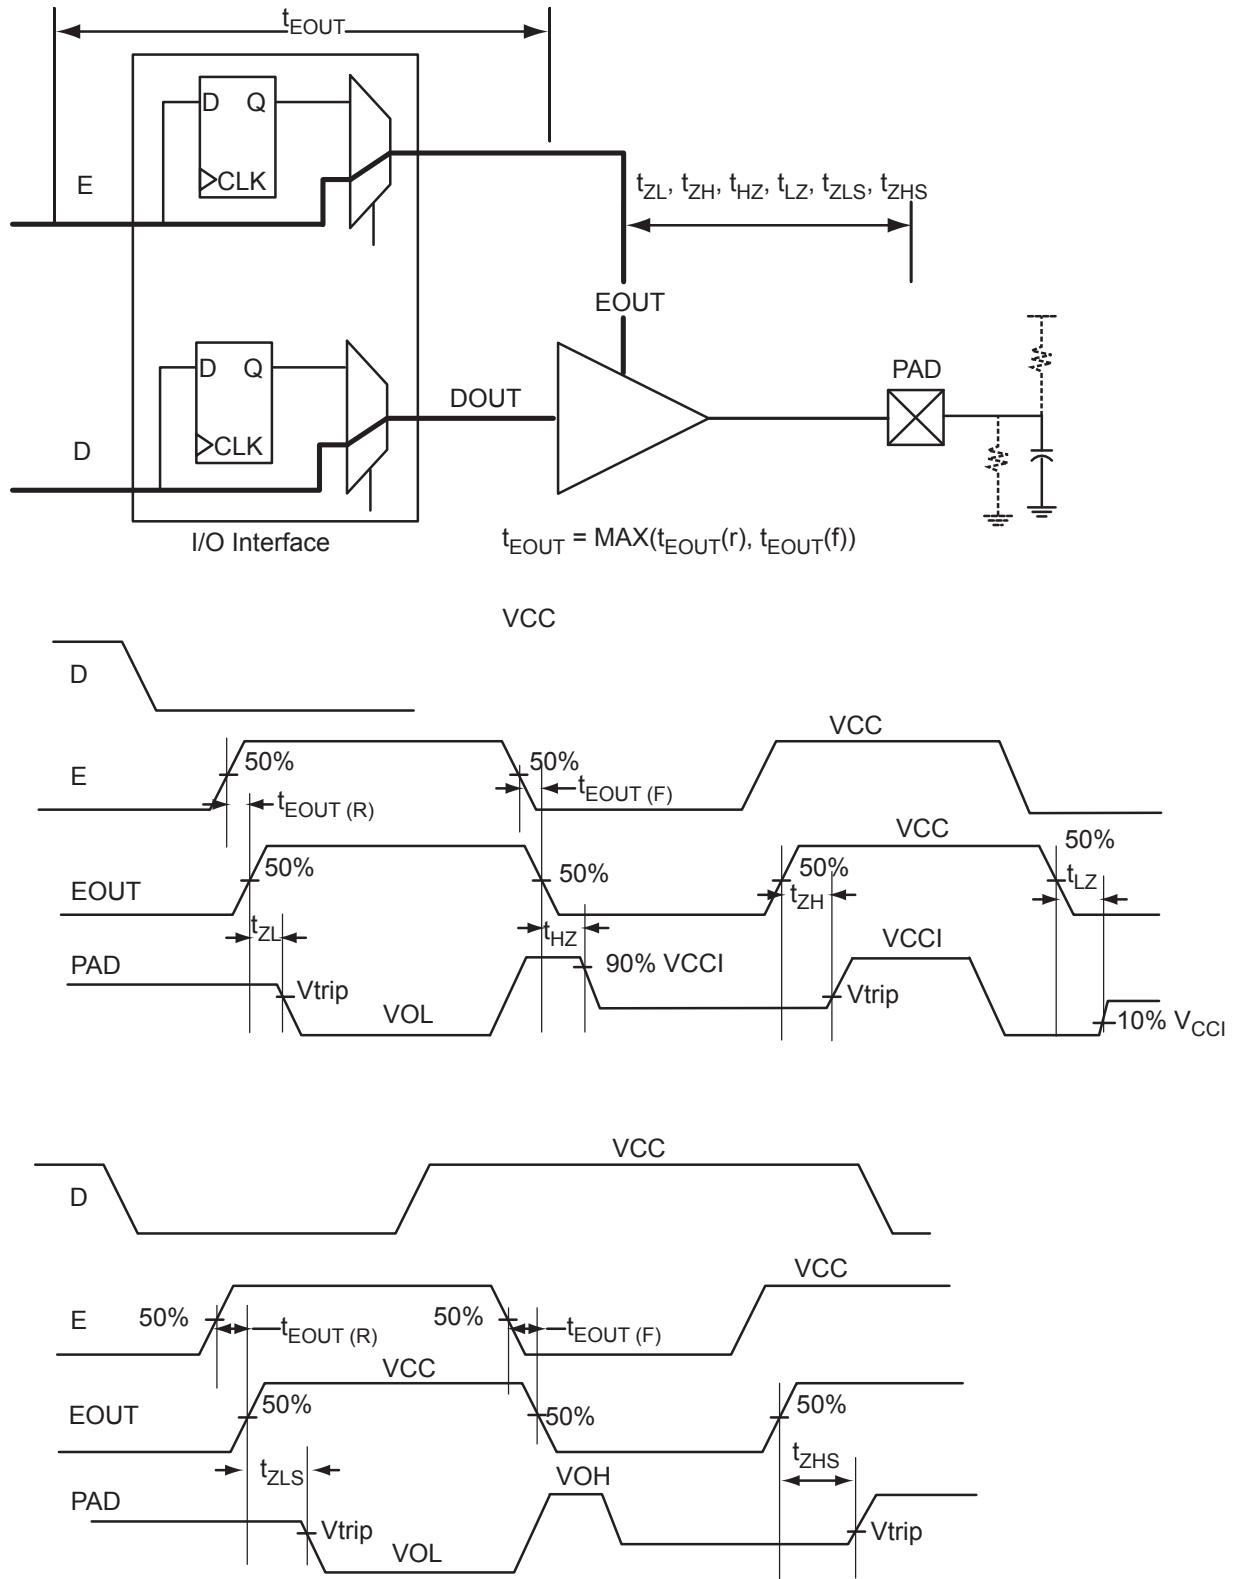 tEOUT
D Q
CLK
E
tZL, tZH, tHZ, tLZ, tZLS, tZHS
EOUT
D Q
CLK
DOUT
PAD
D
I/O Interface
tEOUT = MAX(tEOUT(r), tEOUT(f))
VCC
D
VCC
50%
50%
E
tEOUT (R)
tEOUT (F)
VCC
50%
50%
50%
50%
EOUT
tZL
tHZ
tZH
tLZ
PAD
VCCI
90% VCCI
Vtrip
Vtrip
VOL
10% VCCI
VCC
D
VCC
E
50%
50%
tEOUT (R)
tEOUT (F)
VCC
EOUT
50%
50%
50%
tZLS
tZHS
VOH
PAD
Vtrip
Vtrip
VOL